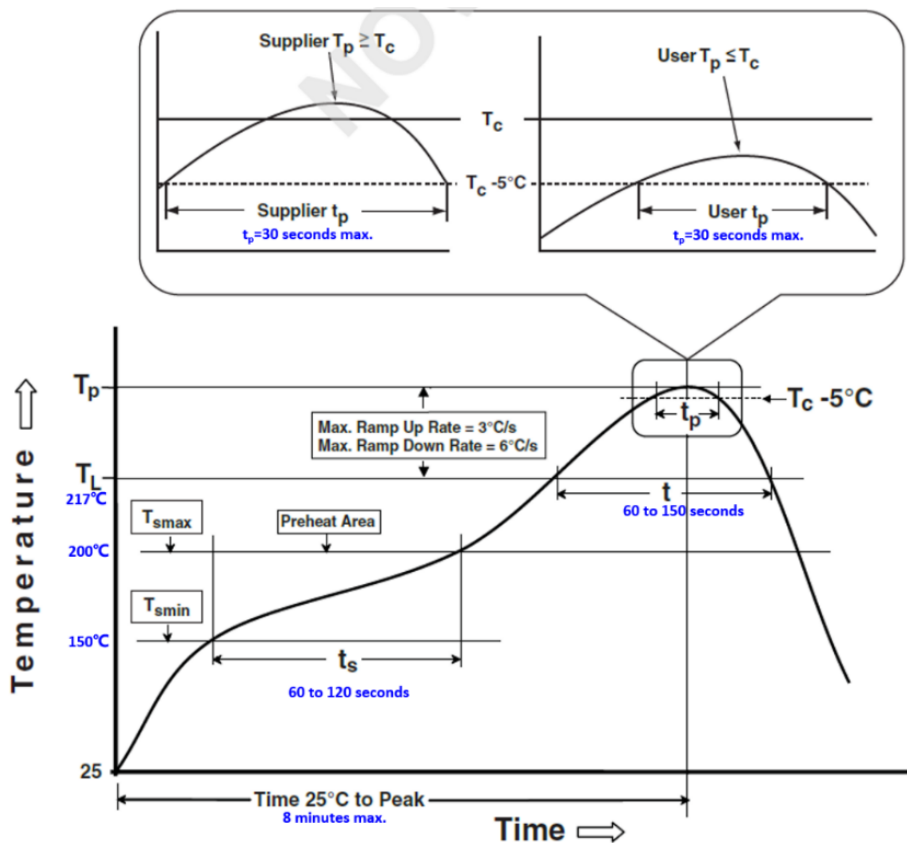 NO
Supplier Tp ≥ Tc
User Tp ≤ Tc
Tc
Tc -5°C
Supplier tp
tp=30 seconds max.
User tp
tp=30 seconds max.
Tp
Tc -5°C
tp
Max. Ramp Up Rate = 3°C/s
Max. Ramp Down Rate = 6°C/s
TL
217℃
t
60 to 150 seconds
Tsmax
Preheat Area
200℃
Tsmin
150℃
ts
60 to 120 seconds
Temperature
25
Time 25°C to Peak
8 minutes max.
Time